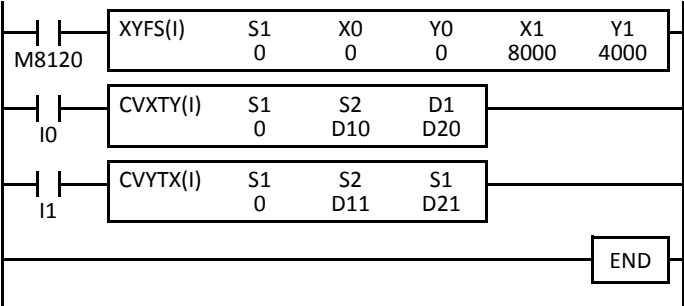 XYFS(I) S1 X0 Y0 X1 Y1
M8120 0 0 0 8000 4000
CVXTY(I) S1 S2 D1
I0 0 D10 D20
CVYTX(I) S1 S2 S1
I1 0 D11 D21
END